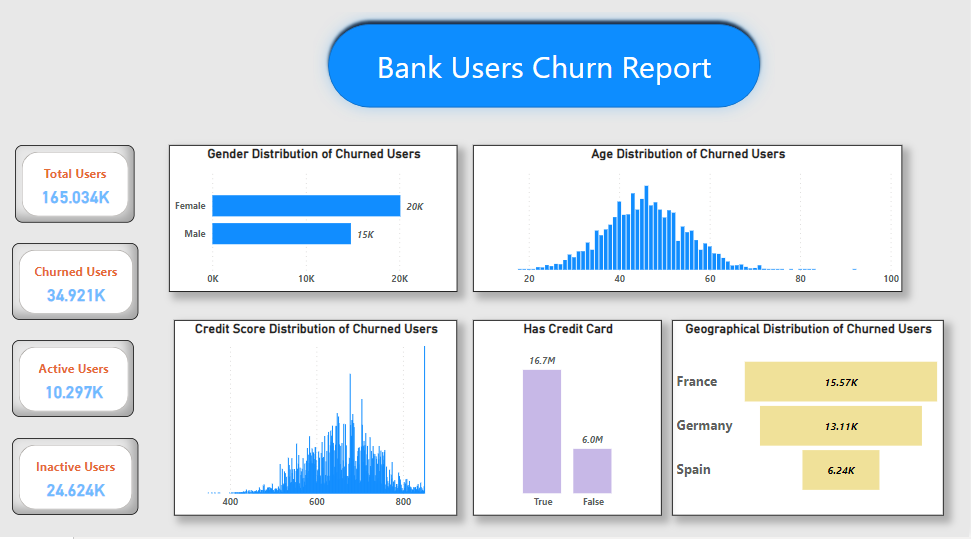 Bank Users Churn Report
Total Users
165.034K
Churned Users
34.921K
Active Users
10.297K
Inactive Users
24.624K
Gender Distribution of Churned Users
Female
20K
Male
15K
0K 10K 20K
Age Distribution of Churned Users
20 40 60 80 100
Credit Score Distribution of Churned Users
400 600 800
Has Credit Card
16.7M
6.0M
True False
Geographical Distribution of Churned Users
France
15.57K
Germany
13.11K
Spain
6.24K